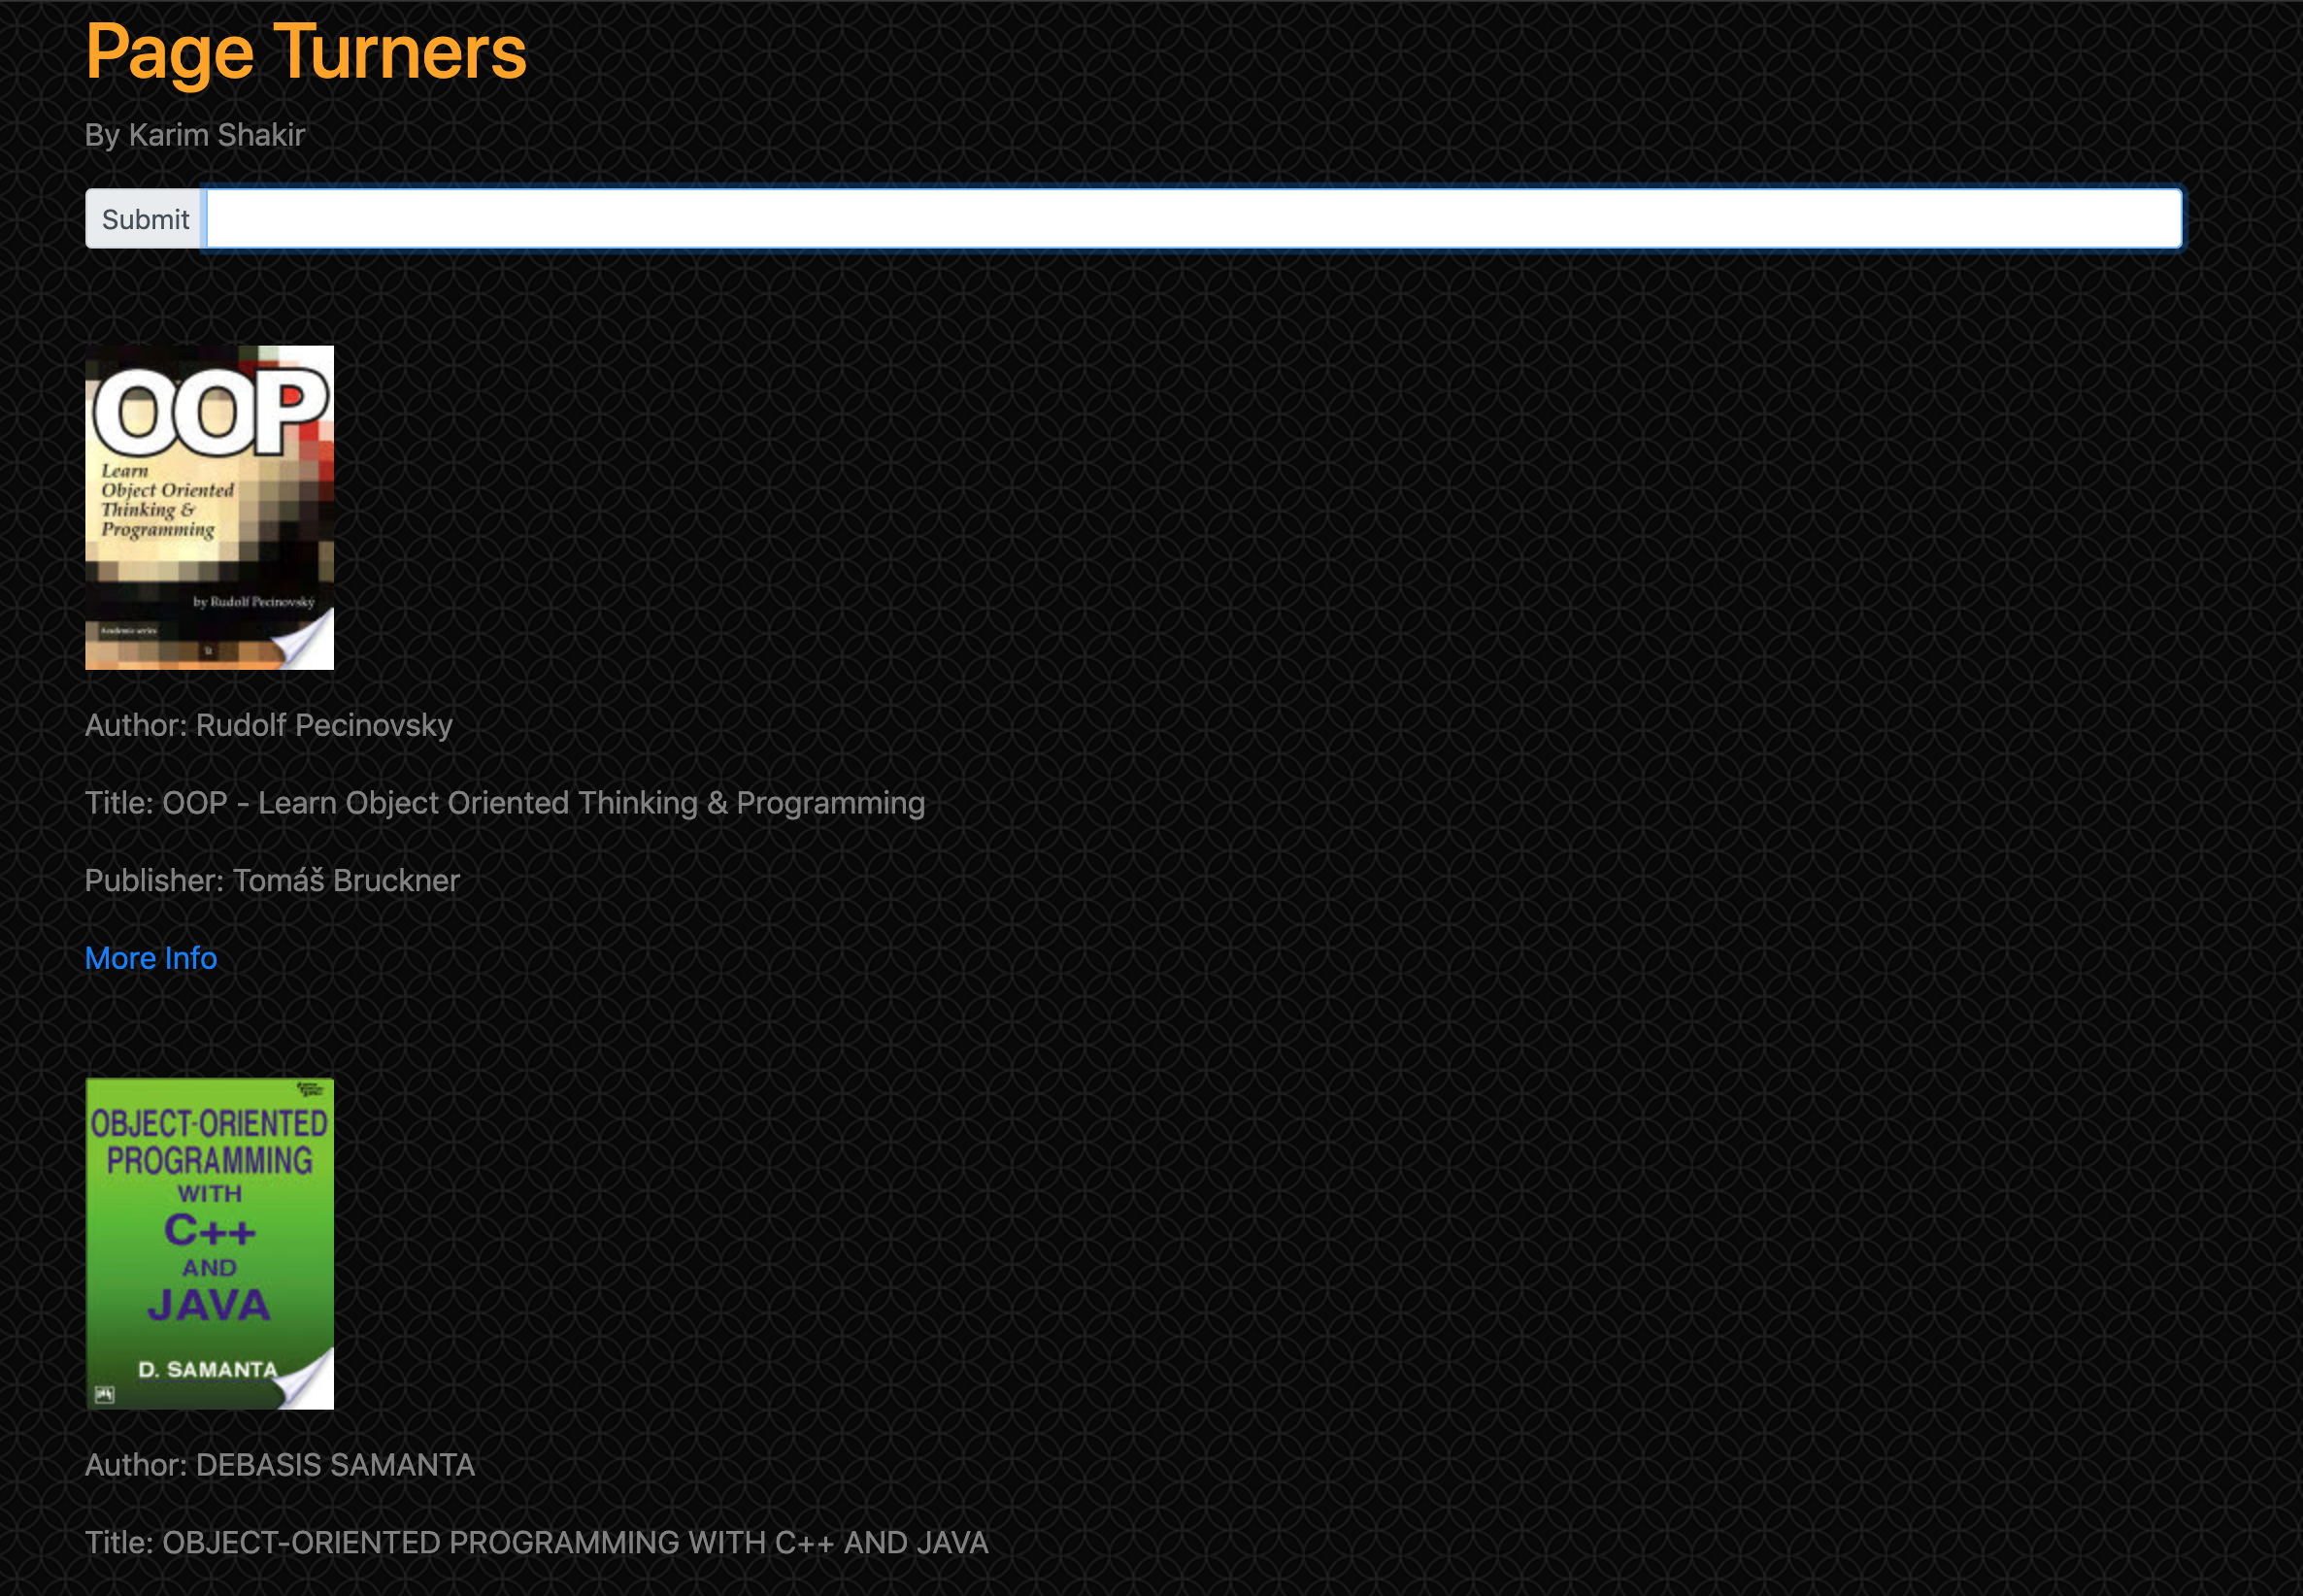 Page Turners
By Karim Shakir
Submit
OOP
Learn
Object Oriented
Thinking &
Programming
by Rudolf Pecinovský
Academic series
Author: Rudolf Pecinovsky
Title: OOP - Learn Object Oriented Thinking & Programming
Publisher: Tomáš Bruckner
More Info
OBJECT-ORIENTED
PROGRAMMING
WITH
C++
AND
JAVA
D. SAMANTA
Author: DEBASIS SAMANTA
Title: OBJECT-ORIENTED PROGRAMMING WITH C++ AND JAVA